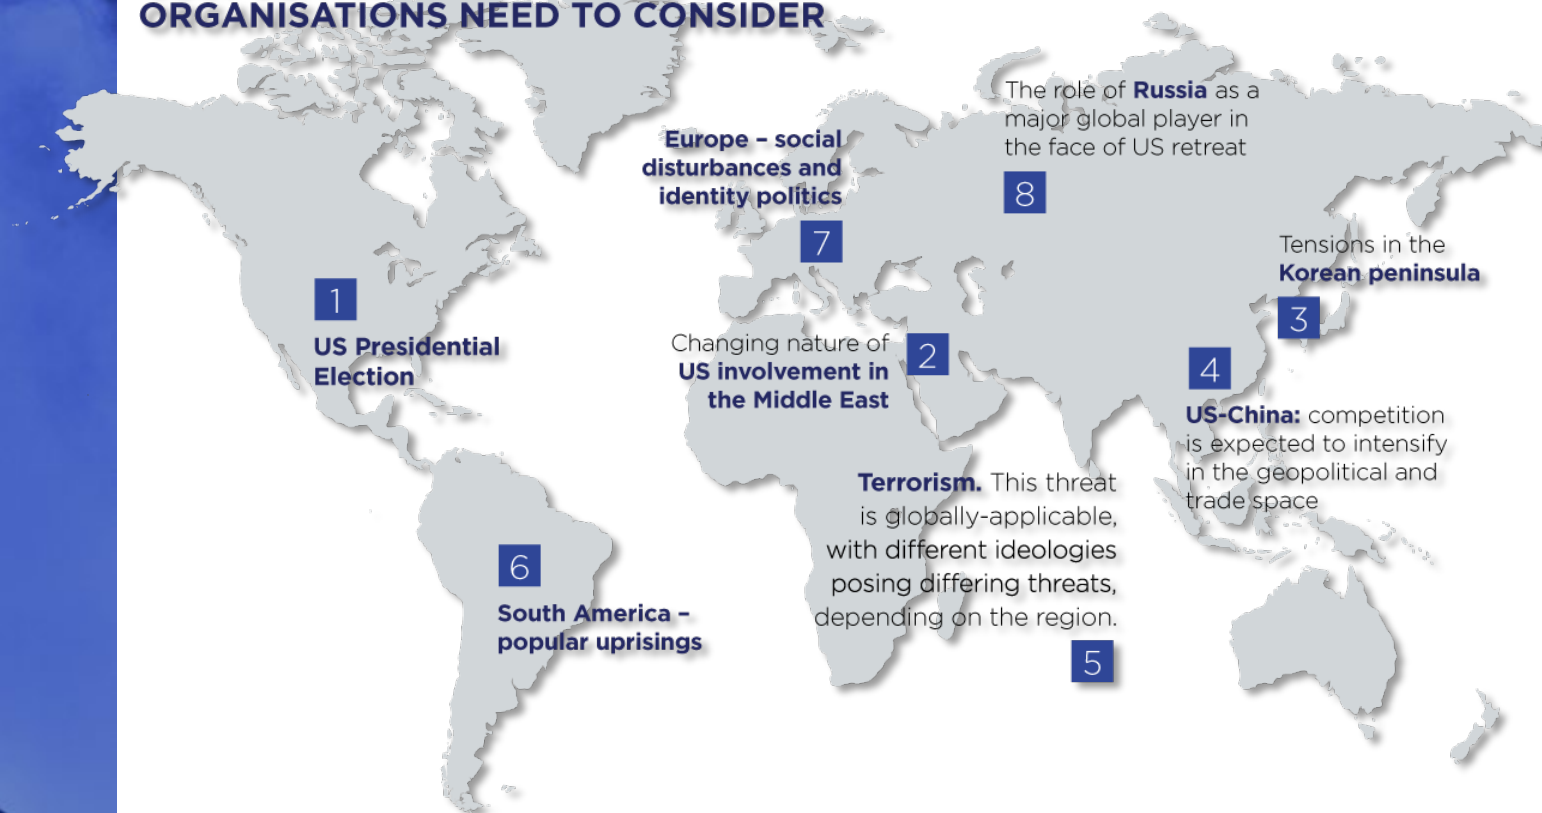 ORGANISATIONS NEED TO CONSIDER
1
US Presidential
Election
Changing nature of
US involvement in
the Middle East
2
Tensions in the
Korean peninsula
3
4
US-China: competition
is expected to intensify
in the geopolitical and
trade space
Terrorism. This threat
is globally-applicable,
with different ideologies
posing differing threats,
depending on the region.
5
6
South America –
popular uprisings
Europe – social
disturbances and
identity politics
7
The role of Russia as a
major global player in
the face of US retreat
8